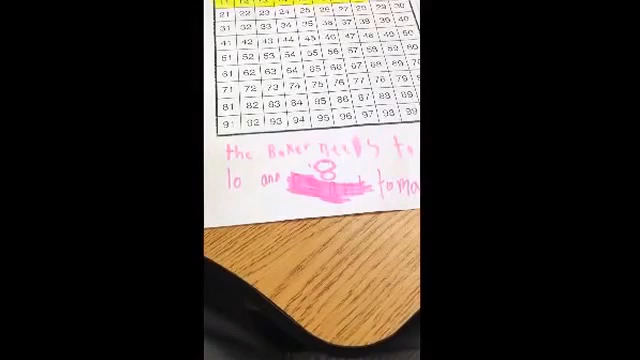 21 22 23 24 25 26 27 28 29 30
31 32 33 34 35 36 37 38 39 40
41 42 43 44 45 46 47 48 49 50
51 52 53 54 55 56 57 58 59 60
61 62 63 64 65 66 67 68 69
71 72 73 74 75 76 77 78 79
81 82 83 84 85 86 87 88 89
91 92 93 94 95 96 97 98 99
the Baker needs to
8
10 ano toma